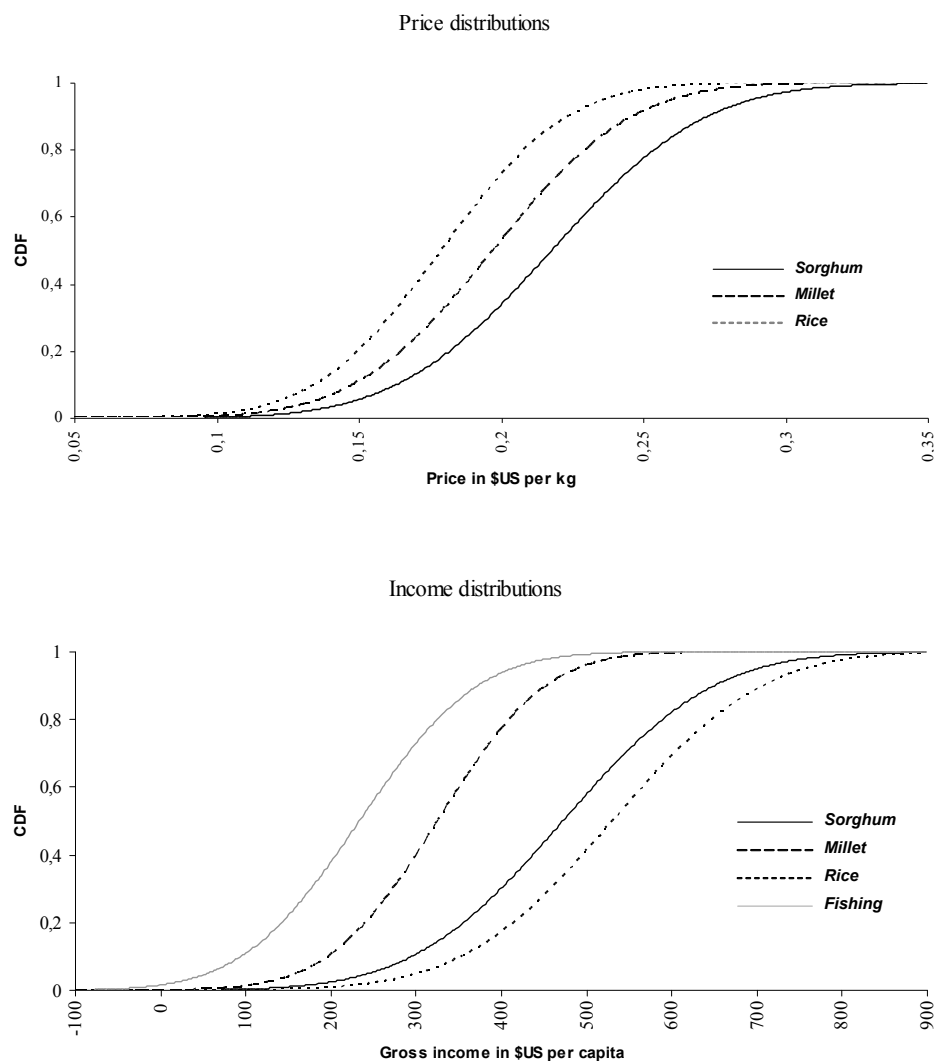 Price distributions
1
0,8
0,6
0,4
0,2
0
CDF
Sorghum
Millet
Rice
0,05
0,1
0,15
0,2
0,25
0,3
0,35
Price in $US per kg
Income distributions
1
0,8
0,6
0,4
0,2
0
CDF
Sorghum
Millet
Rice
Fishing
-100
0
100
200
300
400
500
600
700
800
900
Gross income in $US per capita